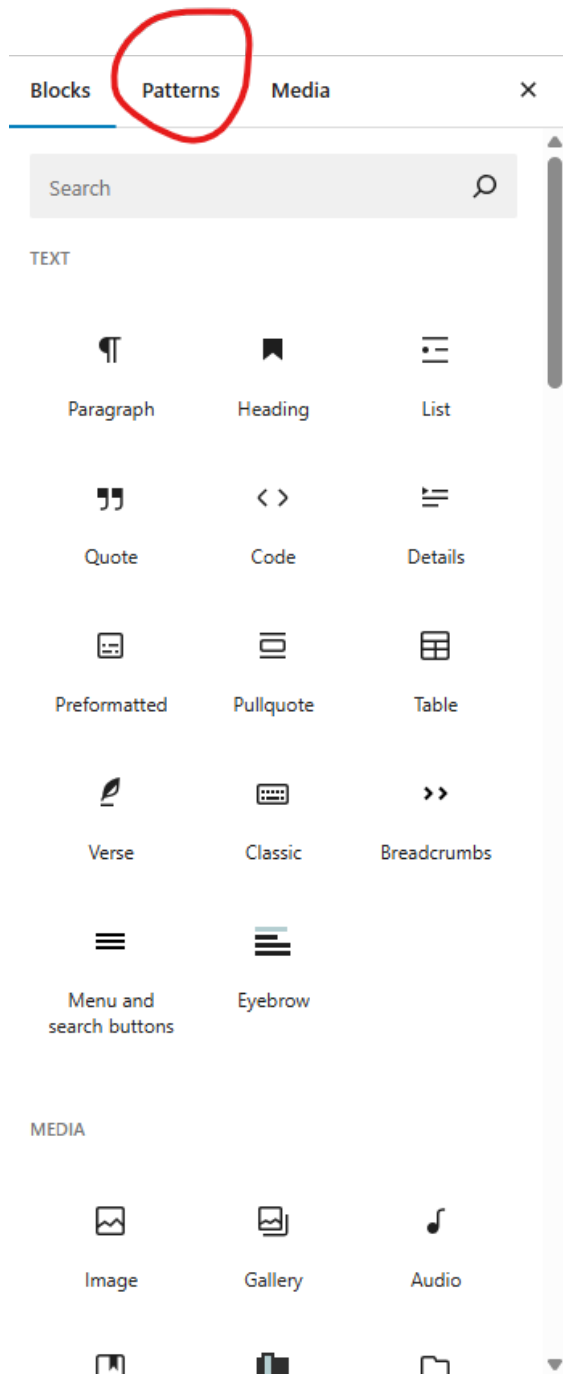 Blocks Patterns Media
Search
TEXT
Paragraph Heading List
Quote Code Details
Preformatted Pullquote Table
Verse Classic Breadcrumbs
Menu and
search buttons Eyebrow
MEDIA
Image Gallery Audio